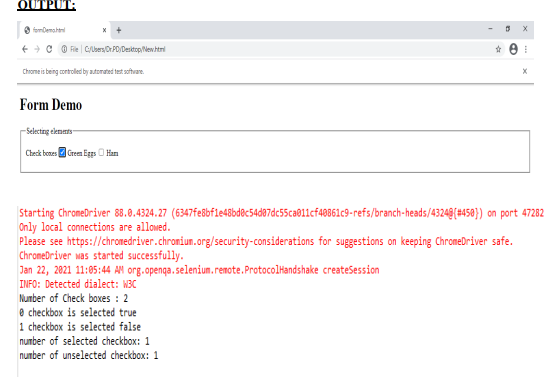 OUTPUT:
formDemo.html x +
File | C:/Users/Dr.PD/Desktop/New.html
Chrome is being controlled by automated test software. X
Form Demo
Selecting elements
Check boxes Green Eggs Ham
Starting ChromeDriver 88.0.4324.27 (6347fe8bf1e48bd0c54d07dc55ca011cf40861c9-refs/branch-heads/4324@{#450}) on port 47282
Only local connections are allowed.
Please see https://chromedriver.chromium.org/security-considerations for suggestions on keeping ChromeDriver safe.
ChromeDriver was started successfully.
Jan 22, 2021 11:05:44 AM org.openqa.selenium.remote.ProtocolHandshake createSession
INFO: Detected dialect: W3C
Number of Check boxes : 2
0 checkbox is selected true
1 checkbox is selected false
number of selected checkbox: 1
number of unselected checkbox: 1